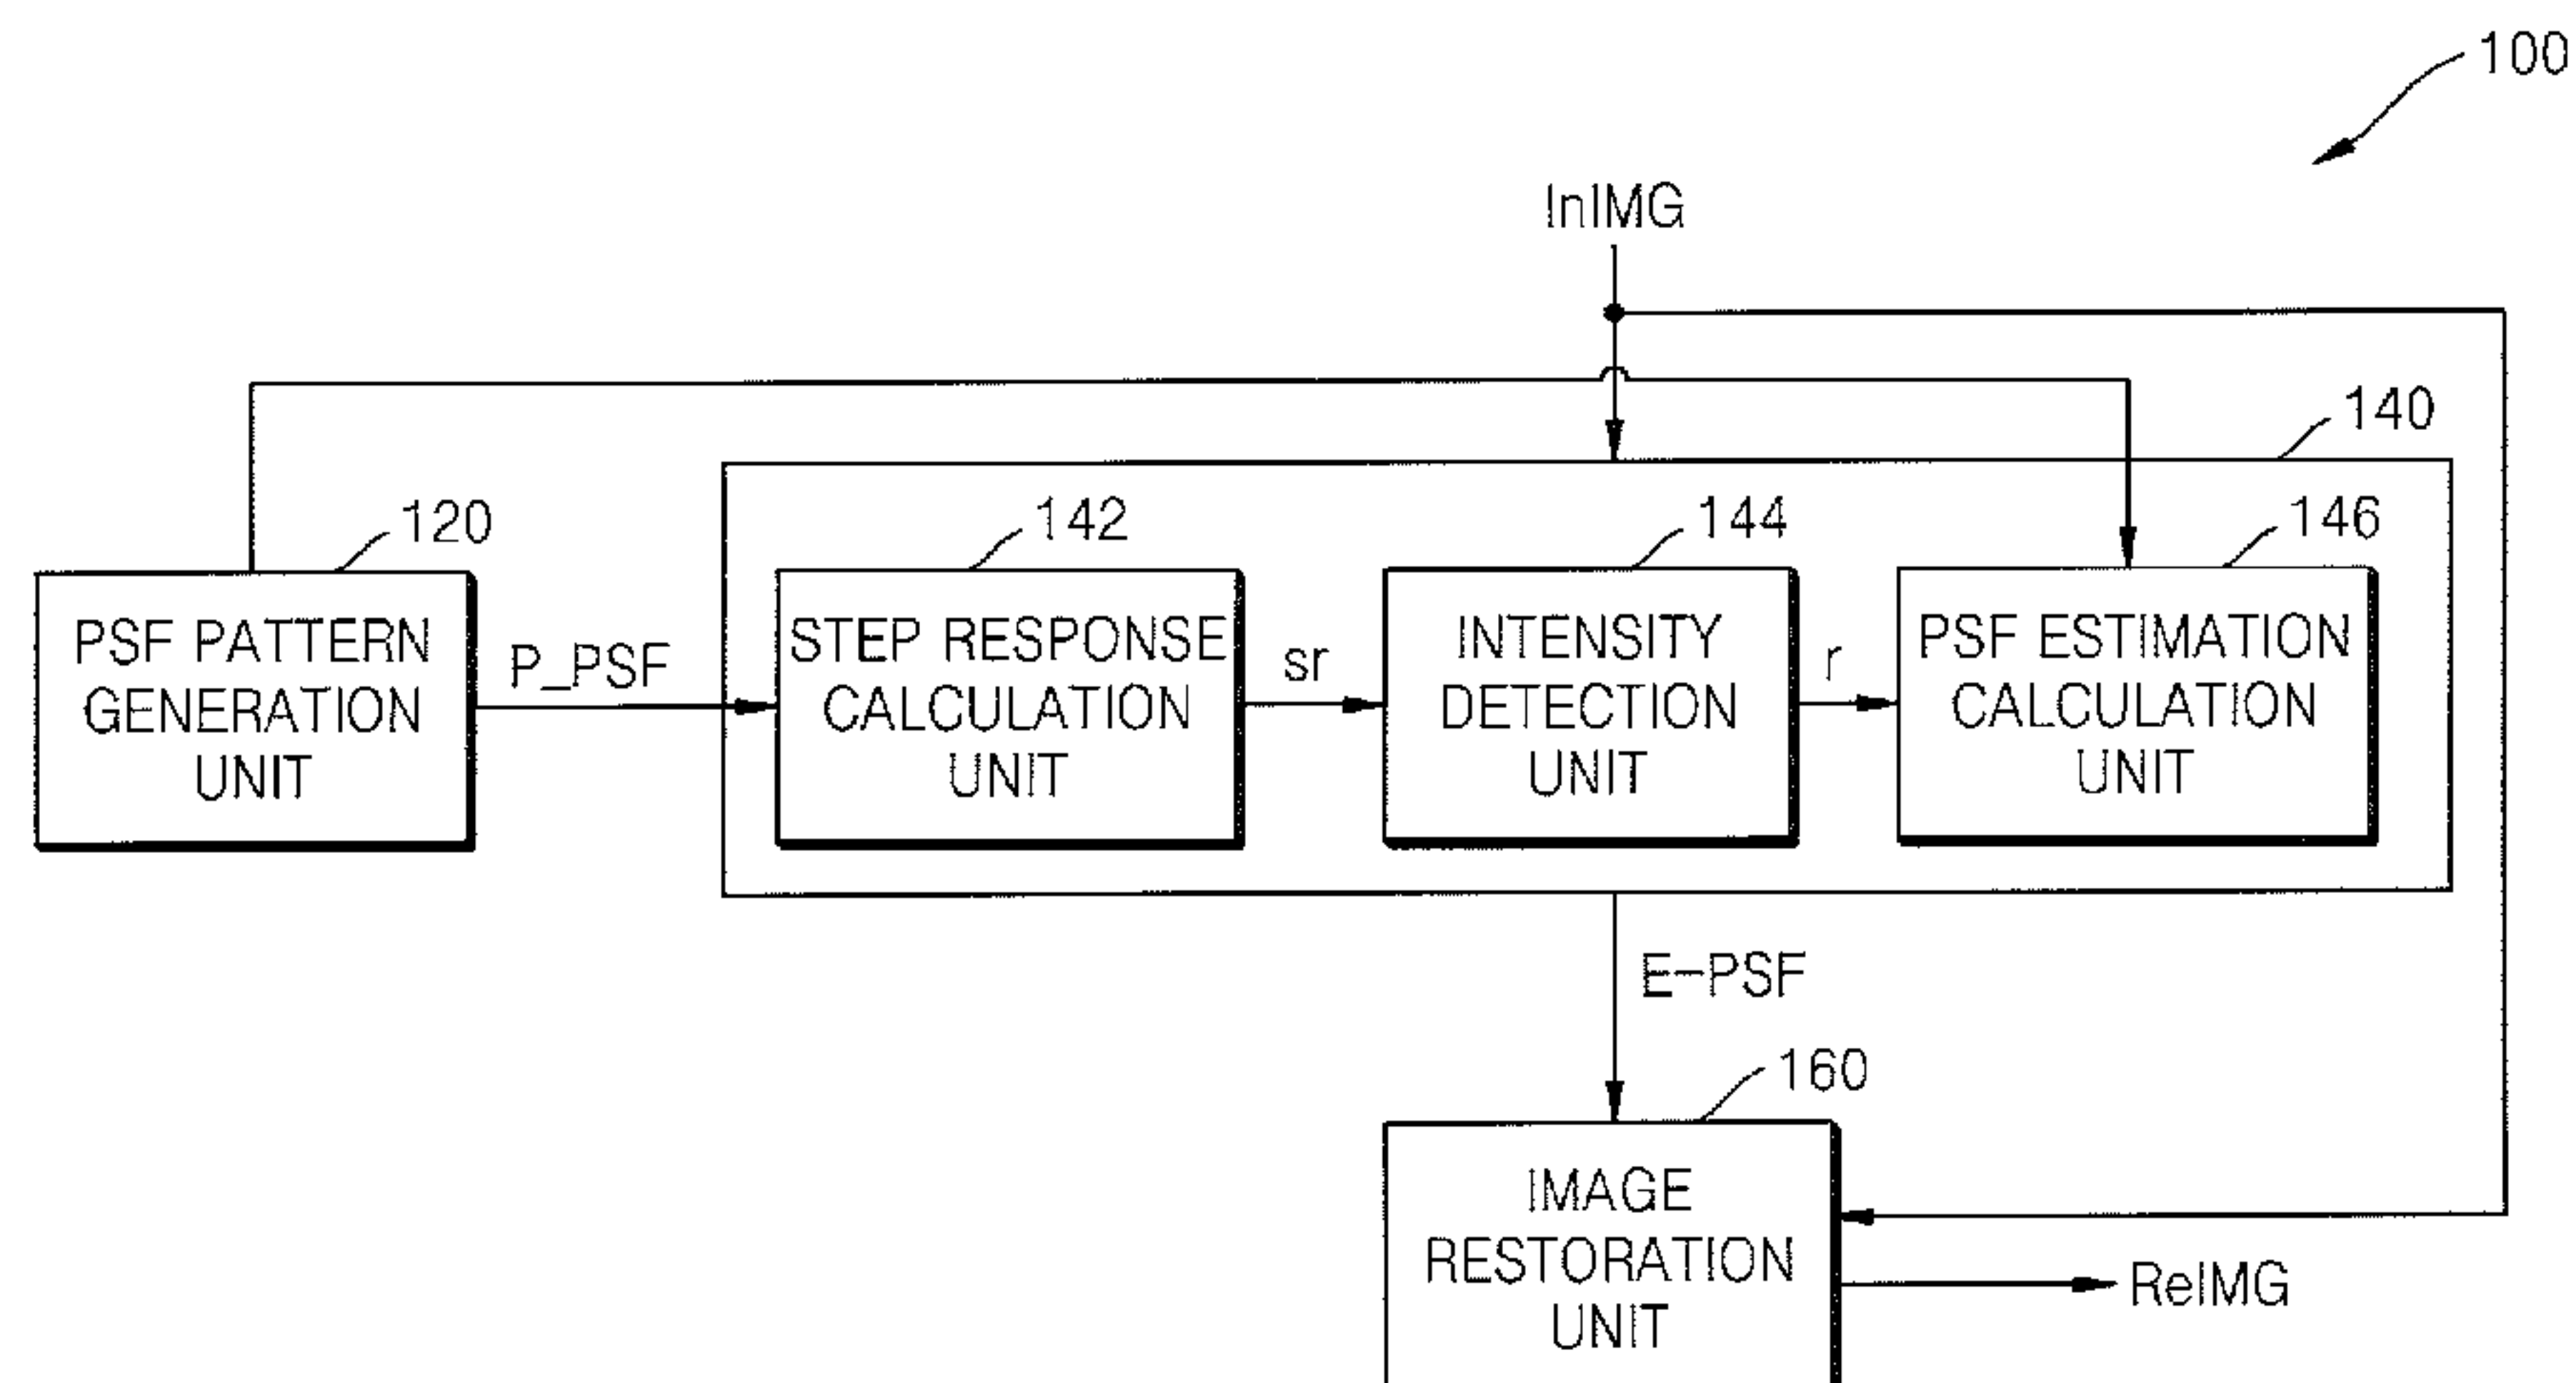 100
InIMG
140
120
142
144
146
PSF PATTERN
GENERATION
UNIT
P_PSF
STEP RESPONSE
CALCULATION
UNIT
sr
INTENSITY
DETECTION
UNIT
r
PSF ESTIMATION
CALCULATION
UNIT
E-PSF
160
IMAGE
RESTORATION
UNIT
ReIMG